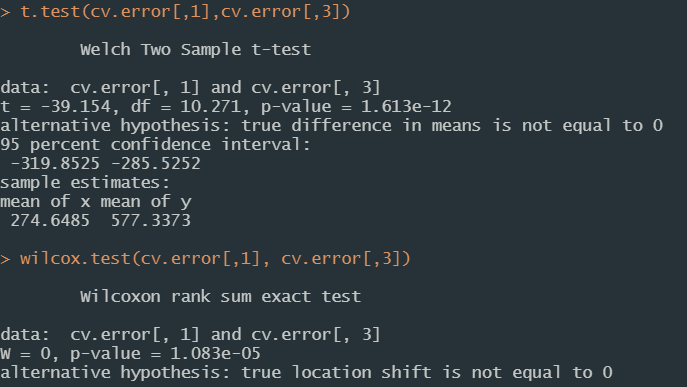 > t.test(cv.error[,1],cv.error[,3])
Welch Two Sample t-test
data:  cv.error[, 1] and cv.error[, 3]
t = -39.154, df = 10.271, p-value = 1.613e-12
alternative hypothesis: true difference in means is not equal to 0
95 percent confidence interval:
-319.8525 -285.5252
sample estimates:
mean of x mean of y
274.6485  577.3373
> wilcox.test(cv.error[,1], cv.error[,3])
Wilcoxon rank sum exact test
data:  cv.error[, 1] and cv.error[, 3]
W = 0, p-value = 1.083e-05
alternative hypothesis: true location shift is not equal to 0